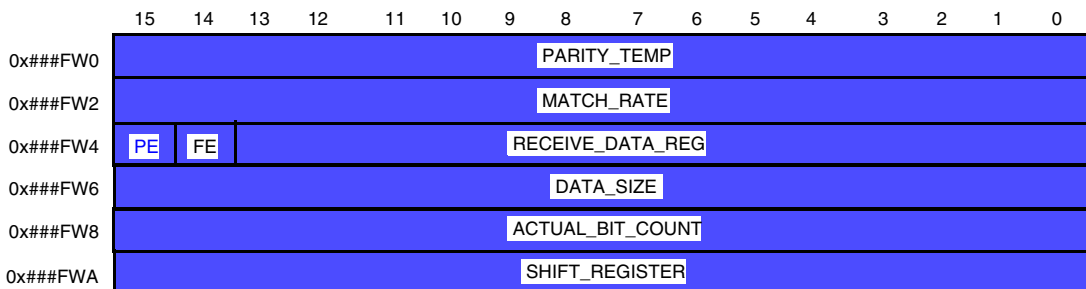 15 14 13 12 11 10 9 8 7 6 5 4 3 2 1 0
0x###FW0 PARITY_TEMP
0x###FW2 MATCH_RATE
0x###FW4 PE FE RECEIVE_DATA_REG
0x###FW6 DATA_SIZE
0x###FW8 ACTUAL_BIT_COUNT
0x###FWA SHIFT_REGISTER